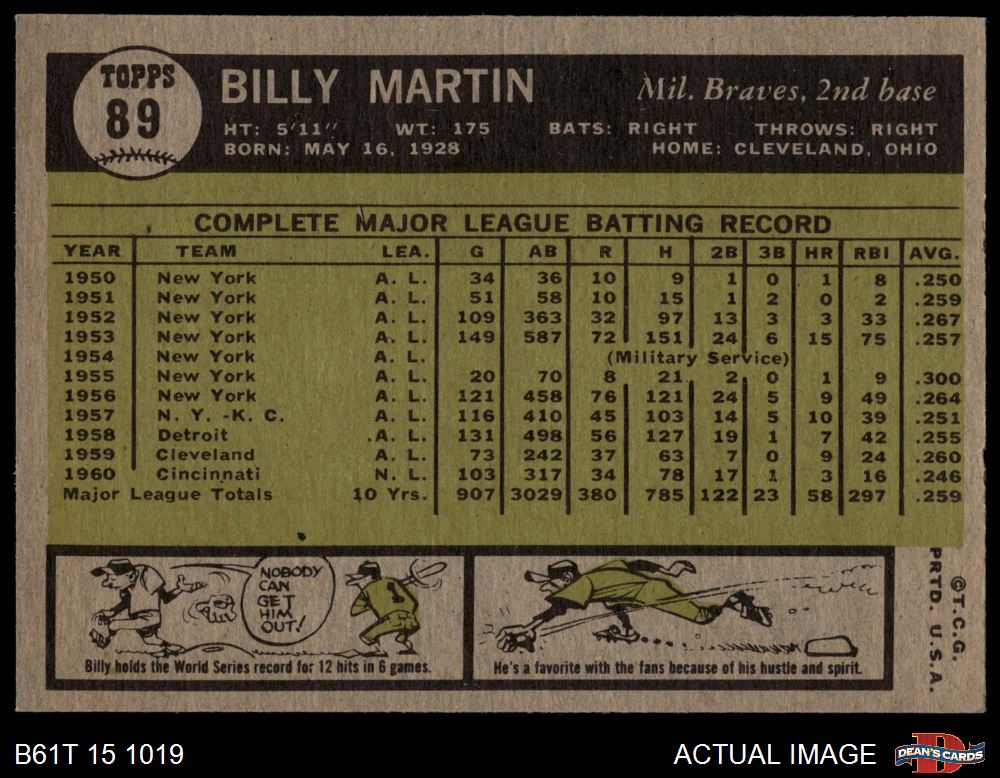 TOPPS
89
BILLY MARTIN
Mil. Braves, 2nd base
HT: 5'11" WT: 175 BATS: RIGHT THROWS: RIGHT
BORN: MAY 16, 1928 HOME: CLEVELAND, OHIO
COMPLETE MAJOR LEAGUE BATTING RECORD
YEAR TEAM LEA. G AB R H 2B 3B HR RBI AVG.
1950 New York A. L. 34 36 10 9 1 0 1 8 .250
1951 New York A. L. 51 58 10 15 1 2 0 2 .259
1952 New York A. L. 109 363 32 97 13 3 3 33 .267
1953 New York A. L. 149 587 72 151 24 6 15 75 .257
1954 New York A. L. (Military Service)
1955 New York A. L. 20 70 8 21 2 0 1 9 .300
1956 New York A. L. 121 458 76 121 24 5 9 49 .264
1957 N. Y. -K. C. A. L. 116 410 45 103 14 5 10 39 .251
1958 Detroit A. L. 131 498 56 127 19 1 7 42 .255
1959 Cleveland A. L. 73 242 37 63 7 0 9 24 .260
1960 Cincinnati N. L. 103 317 34 78 17 1 3 16 .246
Major League Totals 10 Yrs. 907 3029 380 785 122 23 58 297 .259
NOBODY
CAN
GET
HIM
OUT!
1
Billy holds the World Series record for 12 hits in 6 games.
He's a favorite with the fans because of his hustle and spirit.
©T.C.G.
PRTD. U.S.A.
B61T 15 1019
ACTUAL IMAGE
D
DEAN'S CARDS